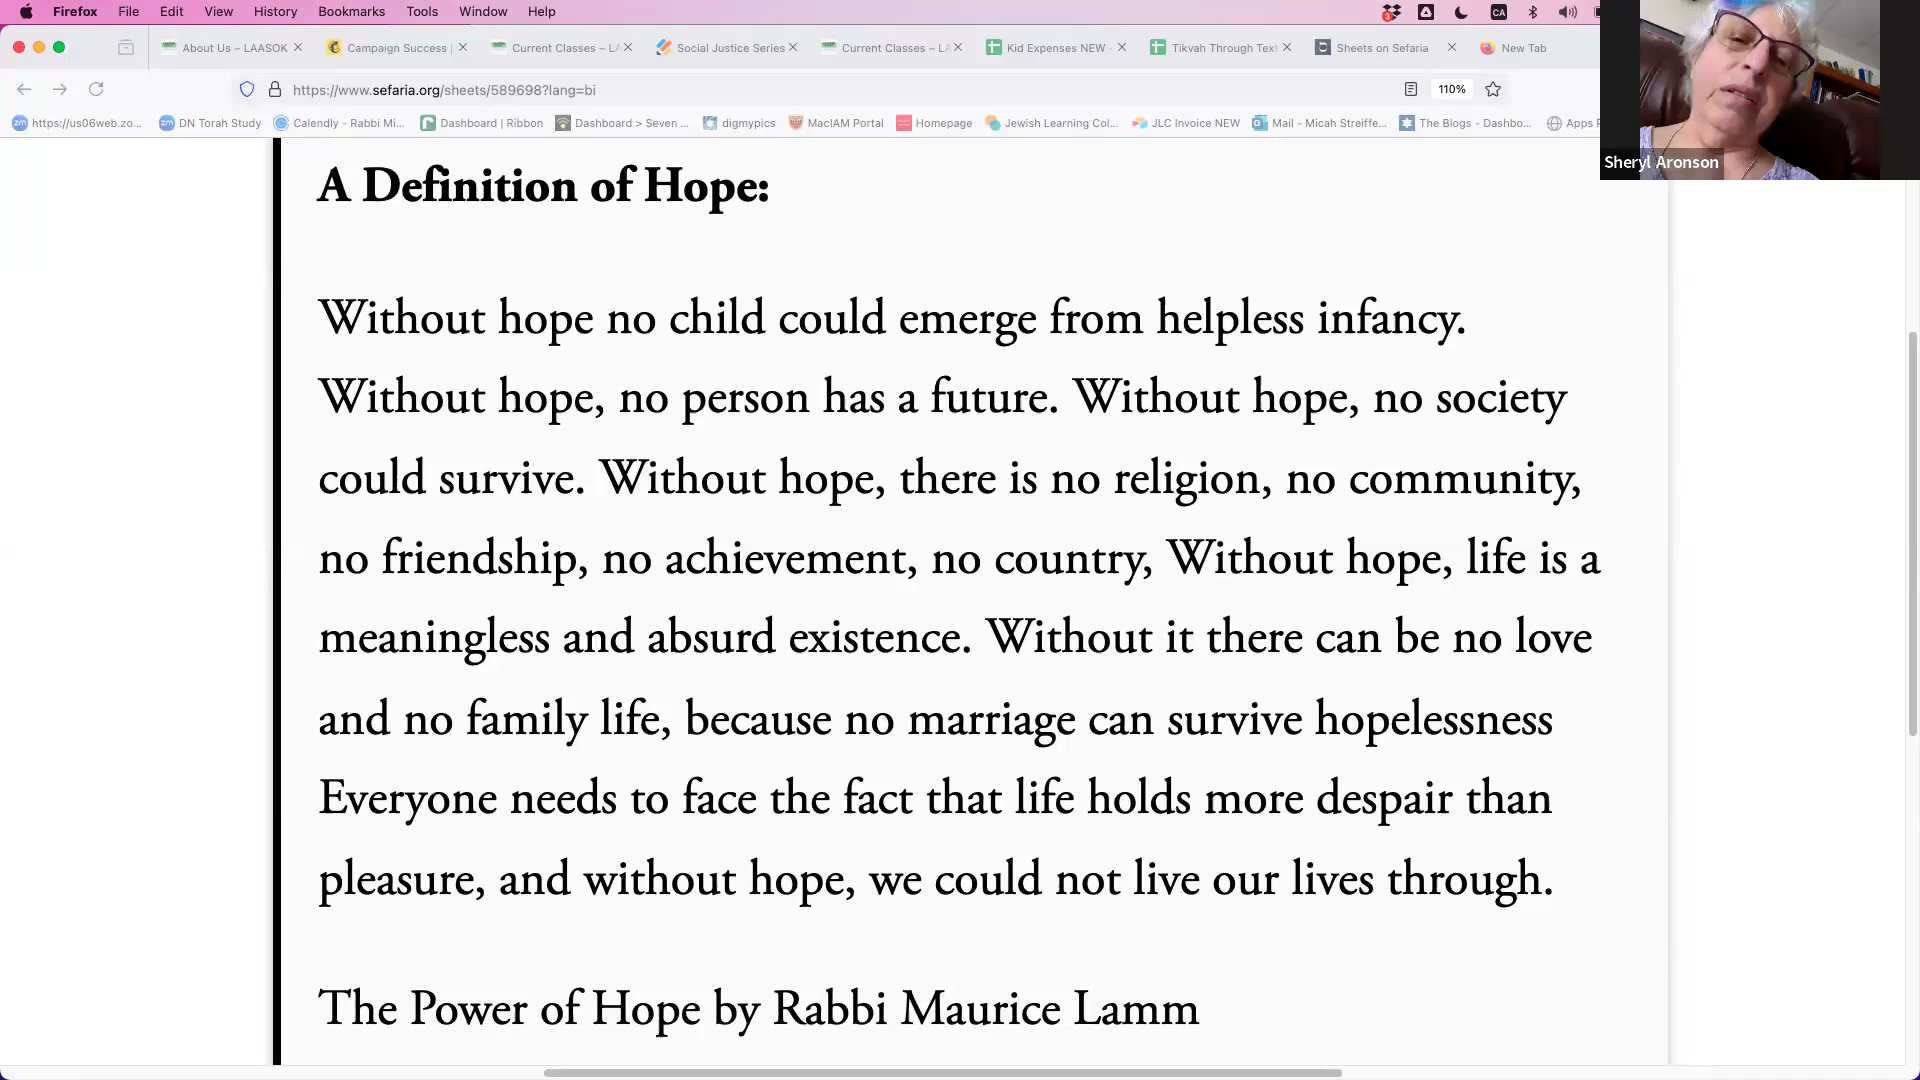 Firefox File Edit View History Bookmarks Tools Window Help
3 CA
About Us – LAASOK
Campaign Success |
Current Classes – LA
Social Justice Series
Current Classes – LA
Kid Expenses NEW -
Tikvah Through Text
Sheets on Sefaria
New Tab
https://www.sefaria.org/sheets/589698?lang=bi
110%
zm https://us06web.zo...
zm DN Torah Study
Calendly - Rabbi Mi...
Dashboard | Ribbon
Dashboard > Seven ...
digmypics
MacIAM Portal
Homepage
Jewish Learning Col...
JLC Invoice NEW
Mail - Micah Streiffe...
The Blogs - Dashbo...
Apps
Sheryl Aronson
A Definition of Hope:
Without hope no child could emerge from helpless infancy.
Without hope, no person has a future. Without hope, no society
could survive. Without hope, there is no religion, no community,
no friendship, no achievement, no country, Without hope, life is a
meaningless and absurd existence. Without it there can be no love
and no family life, because no marriage can survive hopelessness
Everyone needs to face the fact that life holds more despair than
pleasure, and without hope, we could not live our lives through.
The Power of Hope by Rabbi Maurice Lamm